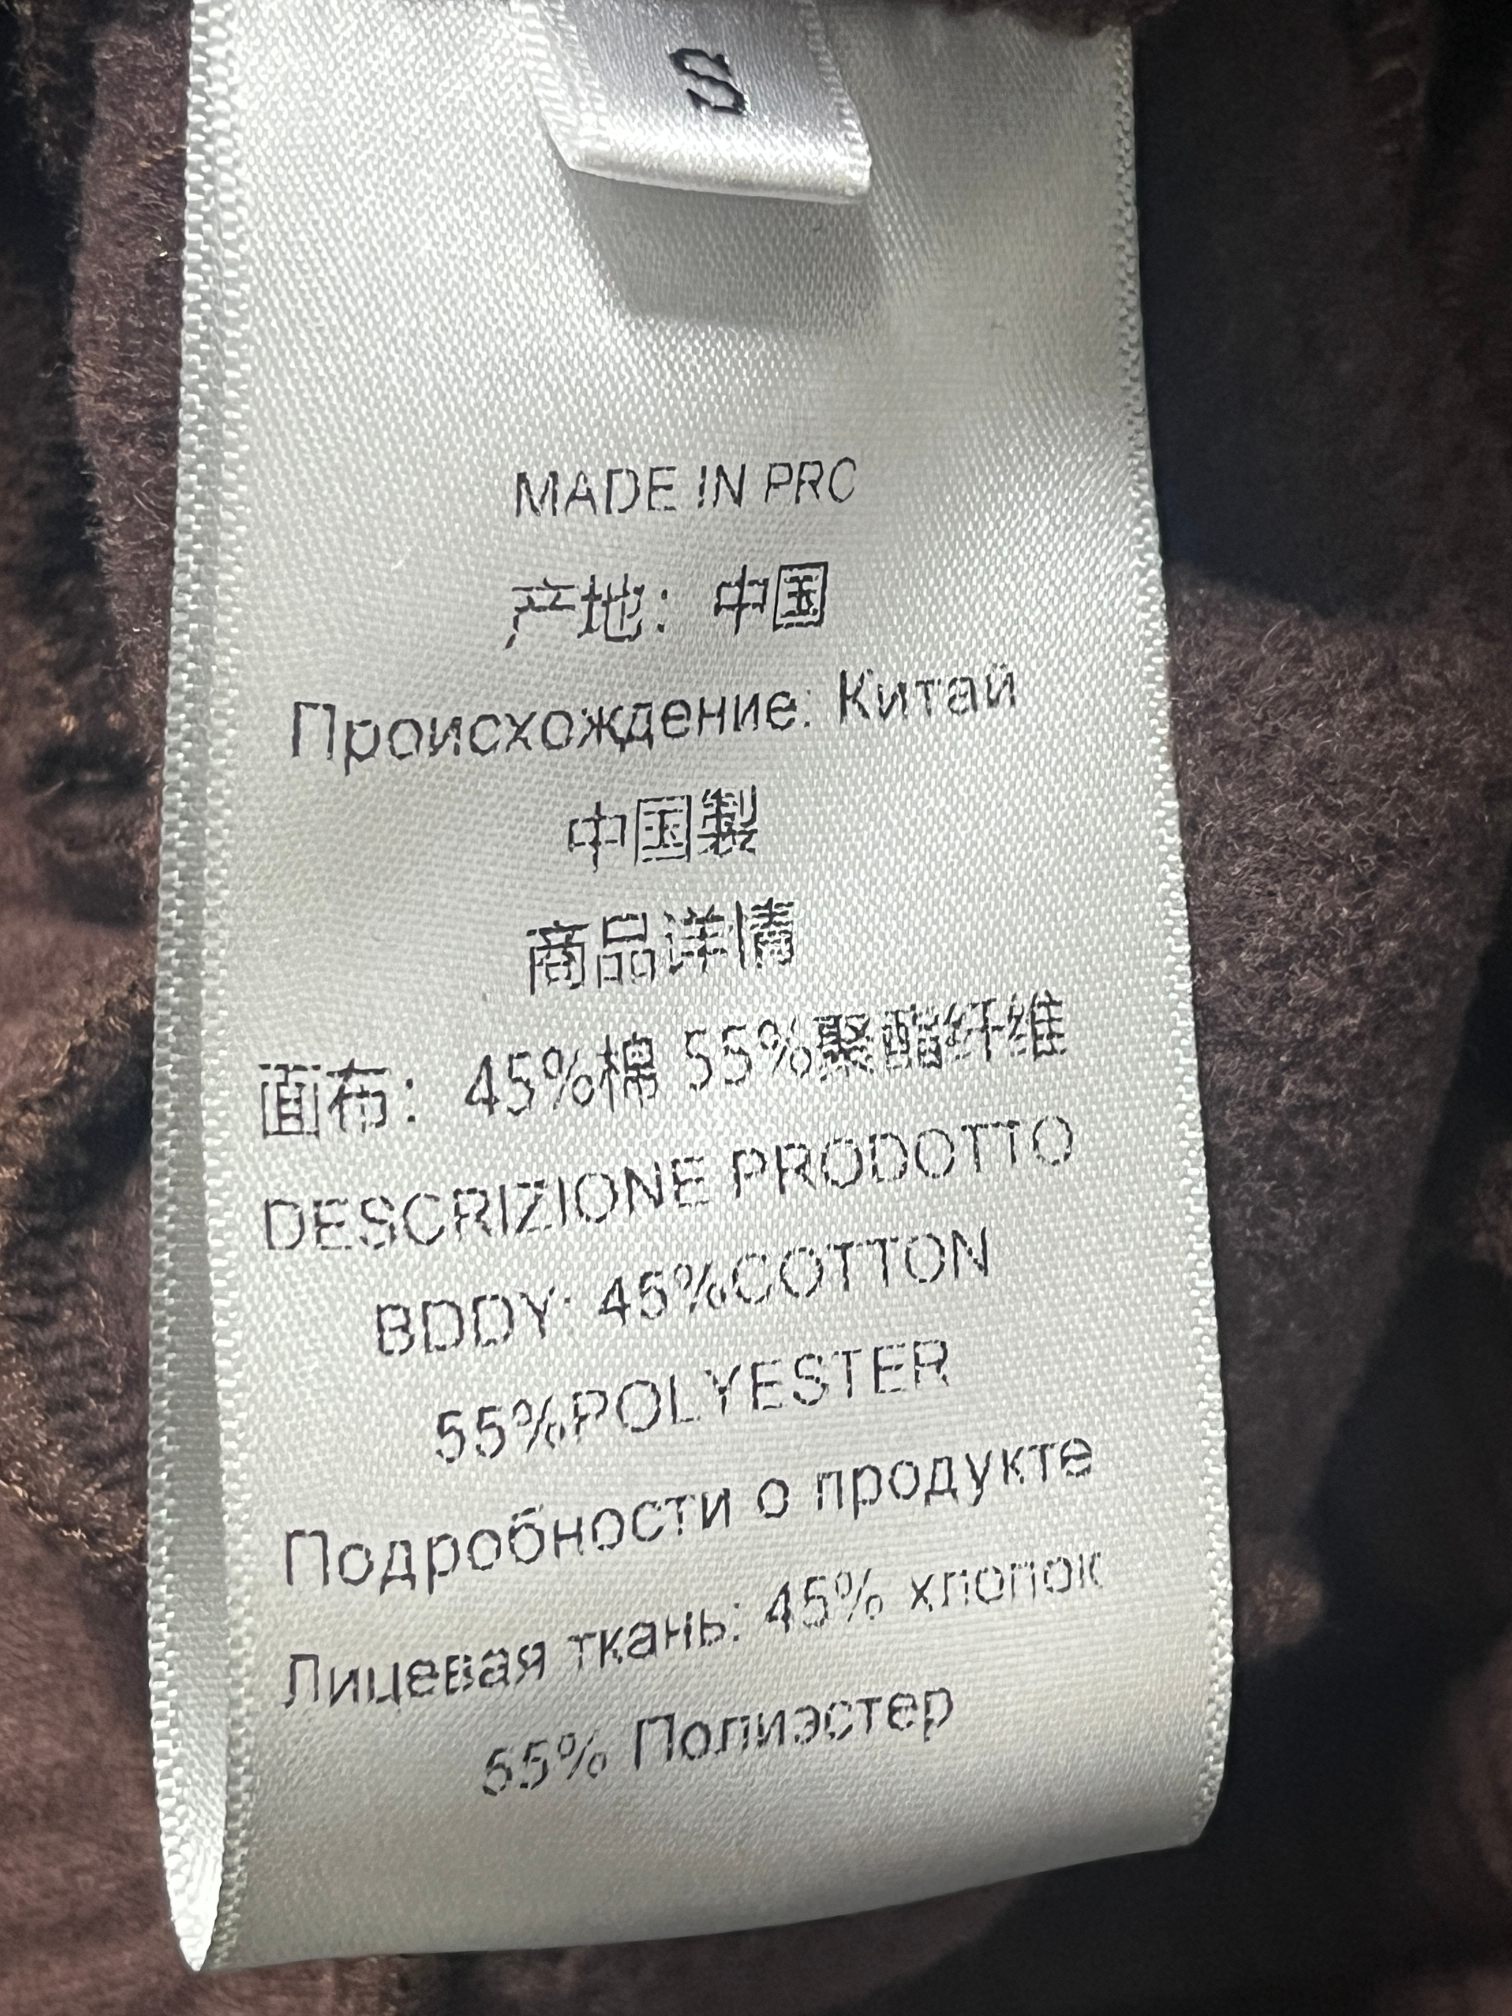 S
MADE IN PRC
产地：中国
Происхождение: Китай
中国製
商品详情
面布：45%棉 55%聚酯纤维
DESCRIZIONE PRODOTTO
BDDY: 45%COTTON
55%POLYESTER
Подробности о продукте
Лицевая ткань: 45% хлопок
55% Полиэстер